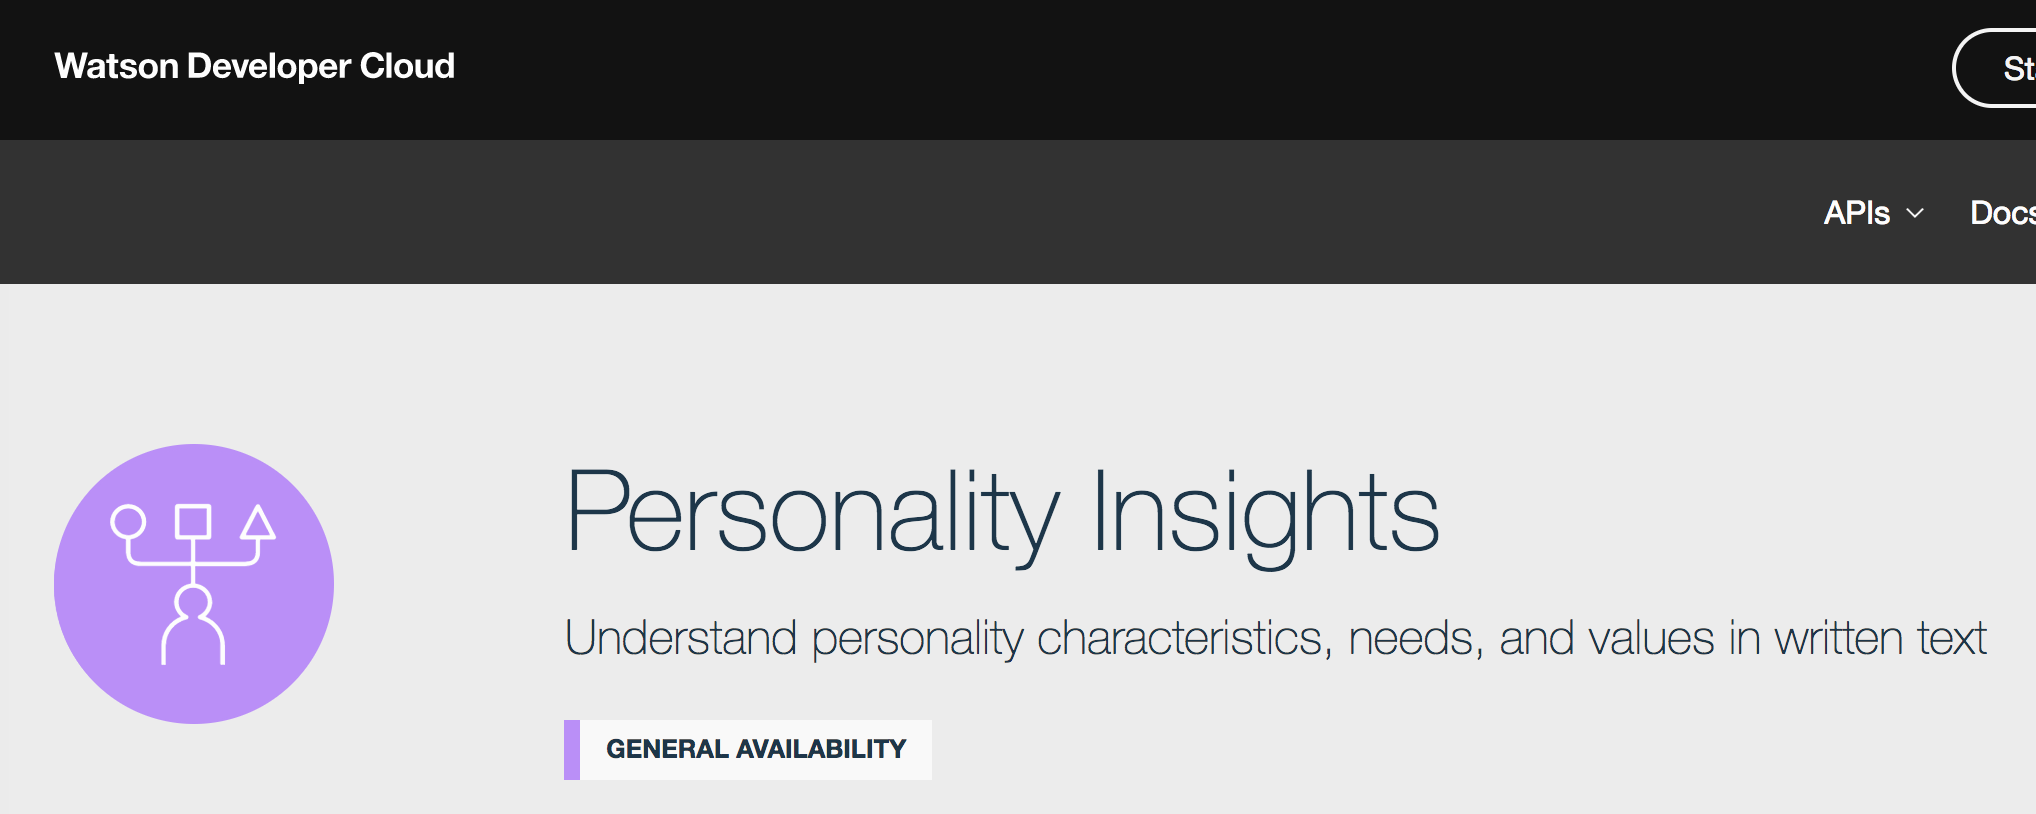 Watson Developer Cloud
APIs
Personality Insights
Understand personality characteristics, needs, and values in written text
GENERAL AVAILABILITY